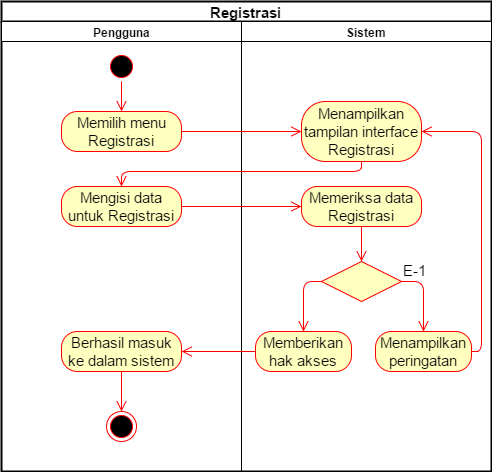 Registrasi
Pengguna
Sistem
Memilih menu
Registrasi
Menampilkan
tampilan interface
Registrasi
Mengisi data
untuk Registrasi
Memeriksa data
Registrasi
E-1
Berhasil masuk
ke dalam sistem
Memberikan
hak akses
Menampilkan
peringatan